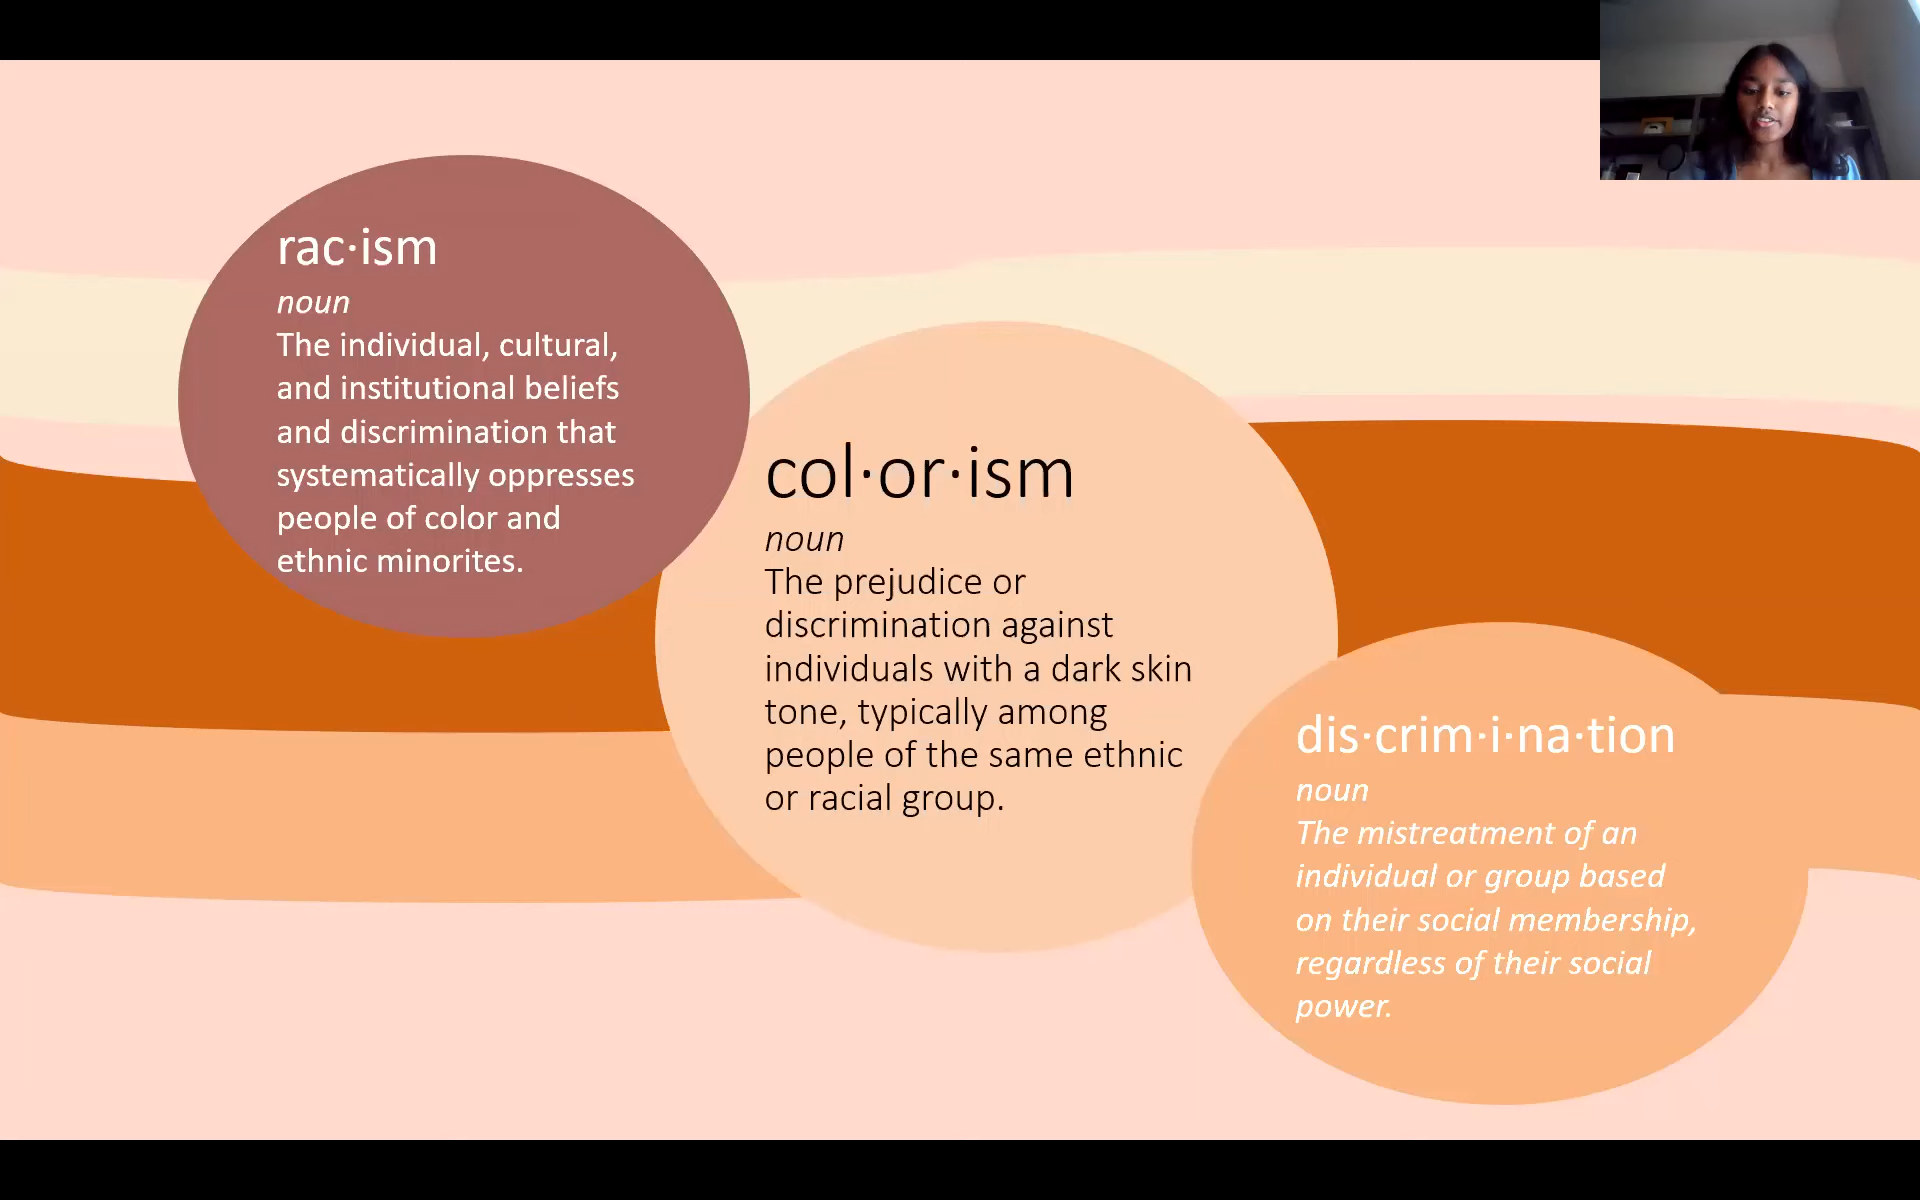 rac·ism
noun
The individual, cultural,
and institutional beliefs
and discrimination that
systematically oppresses
people of color and
ethnic minorites.
col·or·ism
noun
The prejudice or
discrimination against
individuals with a dark skin
tone, typically among
people of the same ethnic
or racial group.
dis·crim·i·na·tion
noun
The mistreatment of an
individual or group based
on their social membership,
regardless of their social
power.